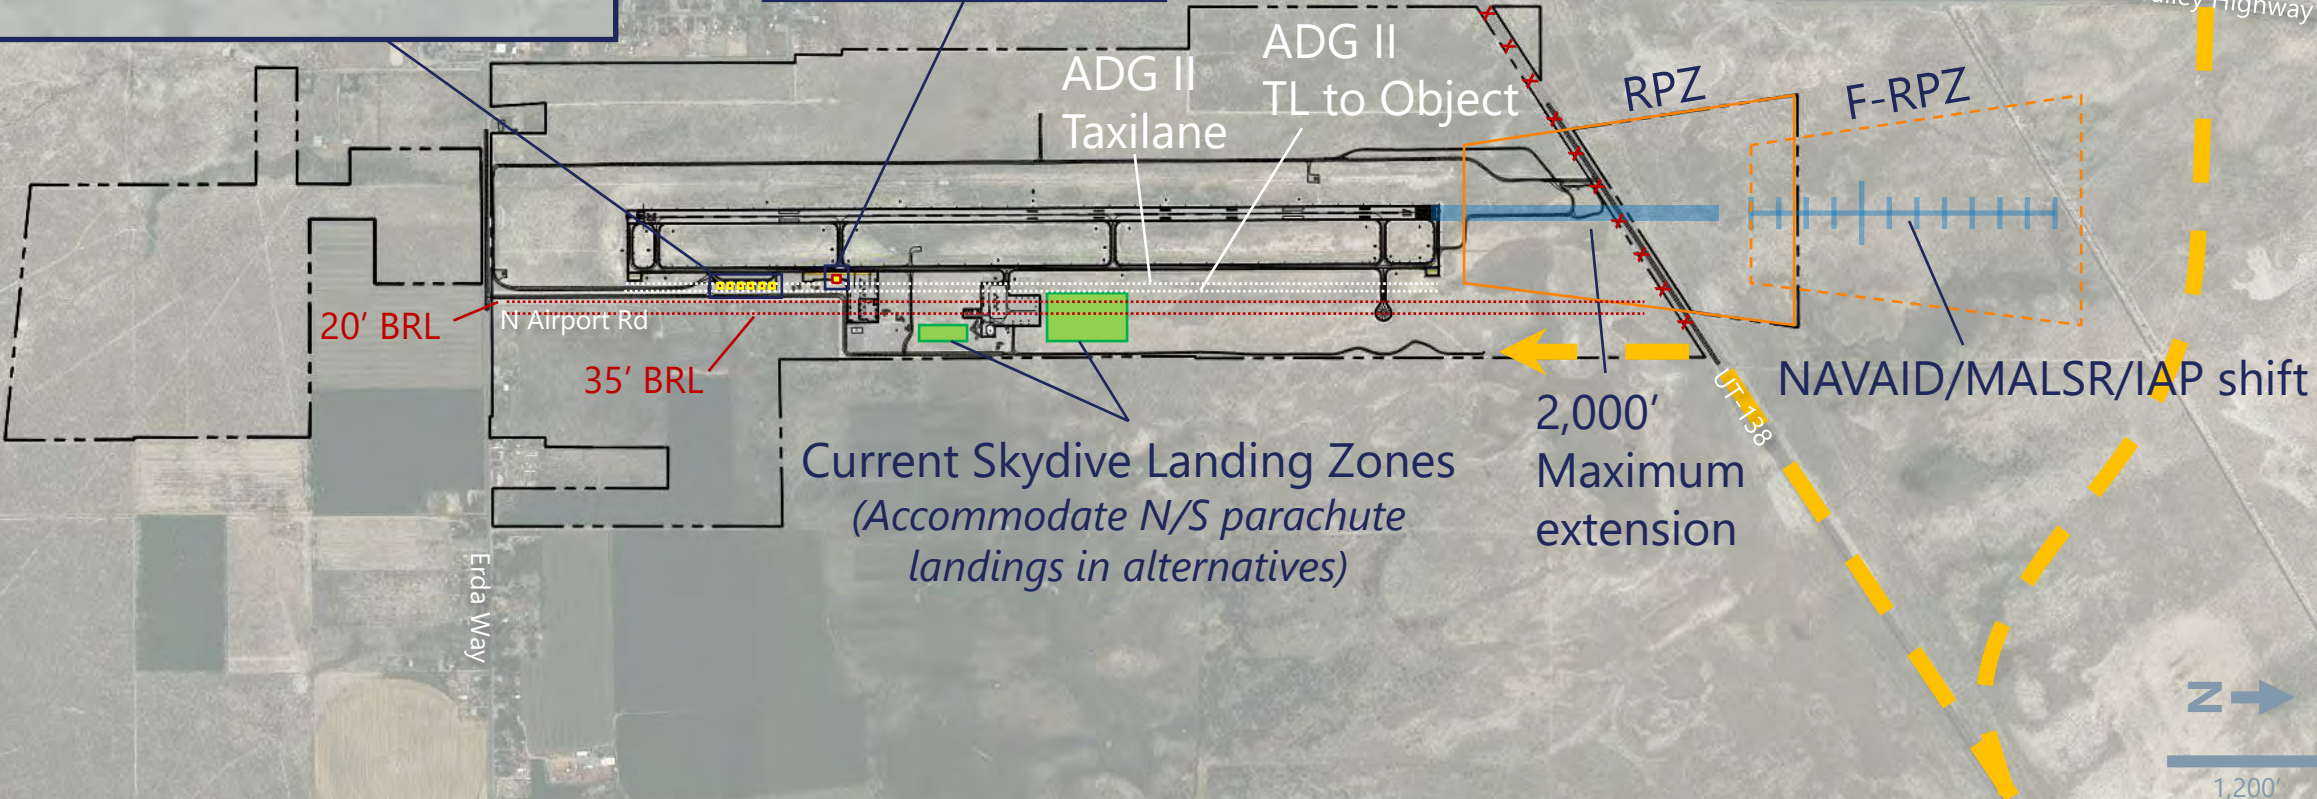 Highway
ADG II
Taxilane
ADG II
TL to Object
RPZ
F-RPZ
20’ BRL
N Airport Rd
35’ BRL
UT-138
NAVAID/MALSR/IAP shift
2,000’
Maximum
extension
Current Skydive Landing Zones
(Accommodate N/S parachute
landings in alternatives)
Erda Way
N
1,200’